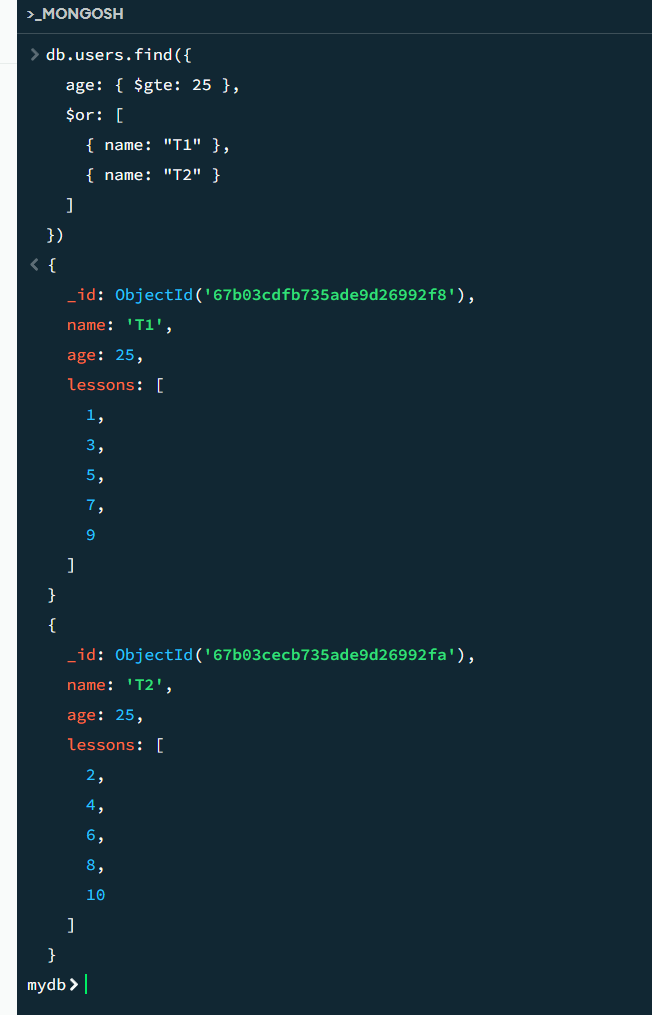 >_MONGOSH
> db.users.find({
age: { $gte: 25 },
$or: [
{ name: "T1" },
{ name: "T2" }
]
})
< {
_id: ObjectId('67b03cdfb735ade9d26992f8'),
name: 'T1',
age: 25,
lessons: [
1,
3,
5,
7,
9
]
}
{
_id: ObjectId('67b03cecb735ade9d26992fa'),
name: 'T2',
age: 25,
lessons: [
2,
4,
6,
8,
10
]
}
mydb>